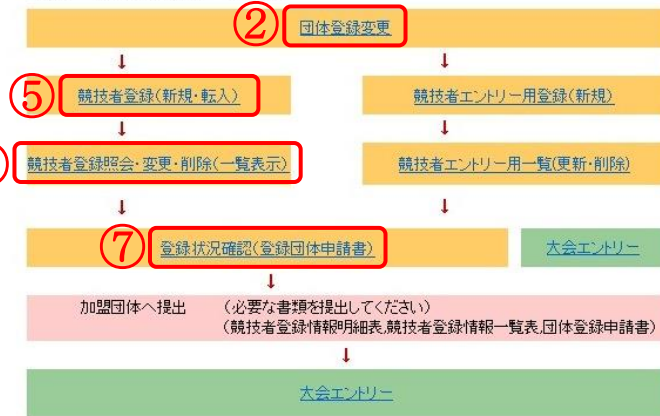 ② 団体登録変更
↓ ↓
⑤ 競技者登録(新規・転入) 競技者エントリー用登録(新規)
↓ ↓
競技者登録照会・変更・削除(一覧表示) 競技者エントリー用一覧(更新・削除)
↓ ↓
⑦ 登録状況確認(登録団体申請書) 大会エントリー
↓
加盟団体へ提出 (必要な書類を提出してください)
(競技者登録情報明細表,競技者登録情報一覧表,団体登録申請書)
↓
大会エントリー